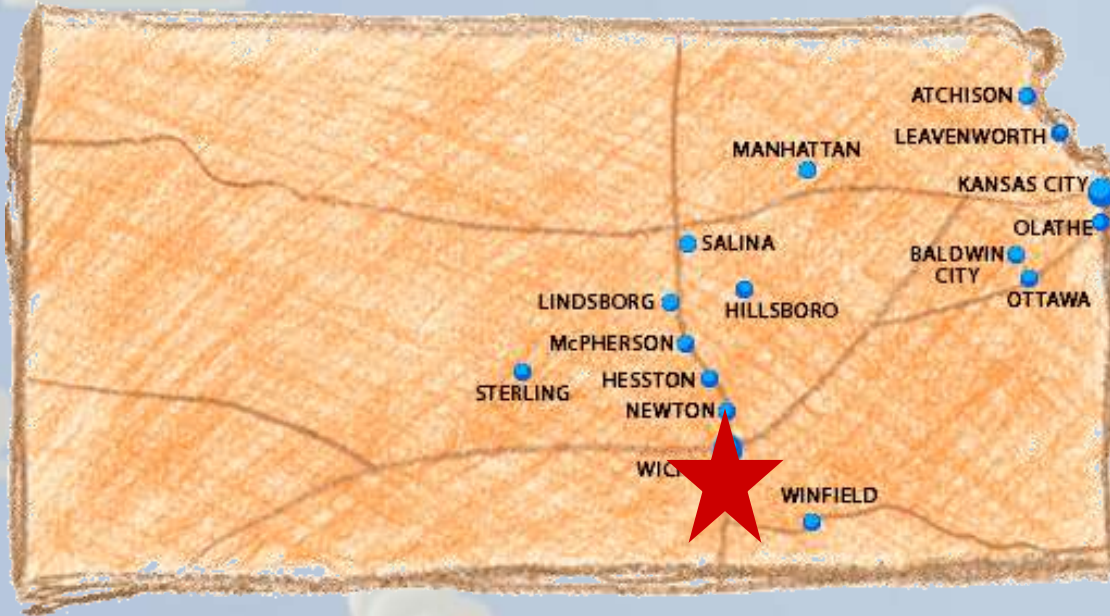 ATCHISON
LEAVENWORTH
MANHATTAN
KANSAS CITY
OLATHE
SALINA
BALDWIN
CITY
OTTAWA
LINDSBORG
HILLSBORO
McPHERSON
HESSTON
STERLING
NEWTON
WINFIELD